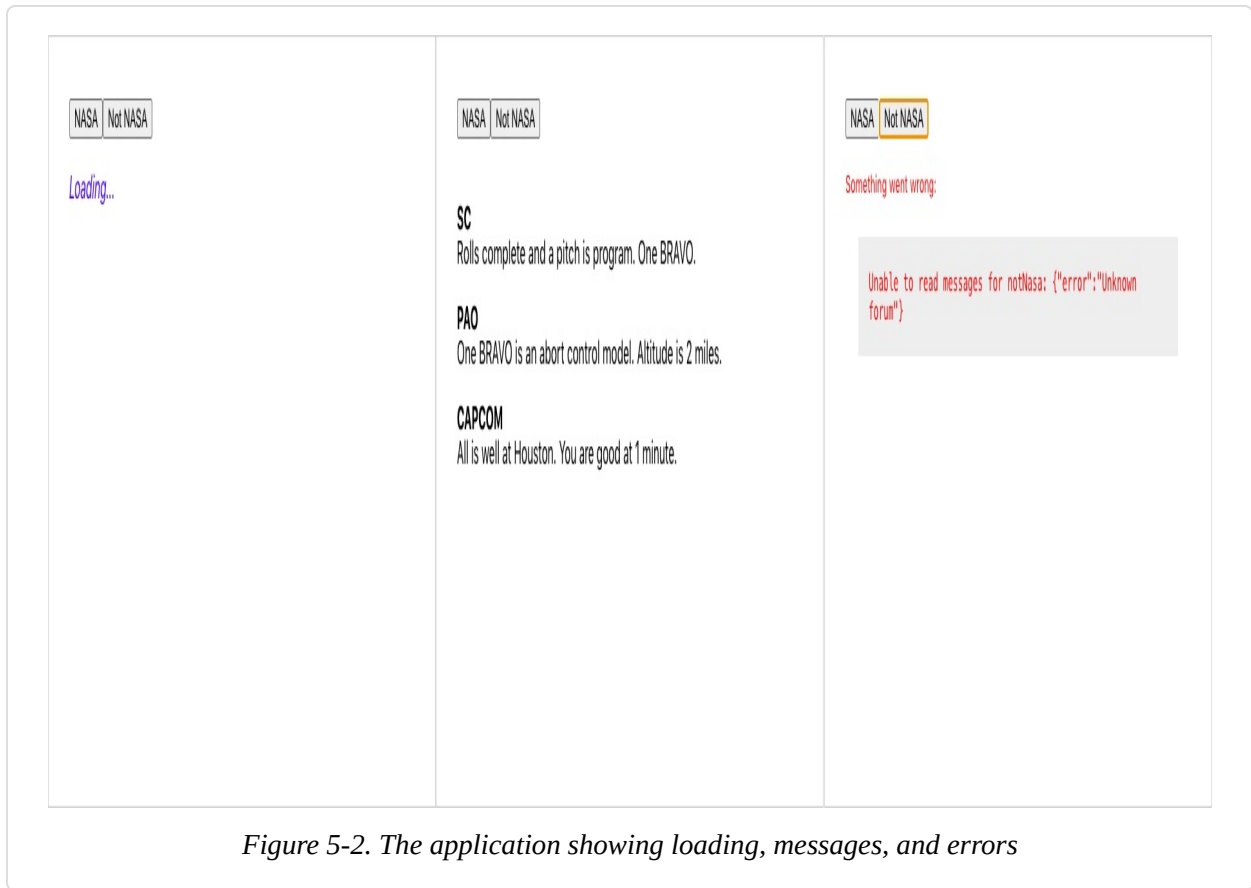 NASA Not NASA
Loading...
NASA Not NASA
SC
Rolls complete and a pitch is program. One BRAVO.
PAO
One BRAVO is an abort control model. Altitude is 2 miles.
CAPCOM
All is well at Houston. You are good at 1 minute.
NASA Not NASA
Something went wrong:
Unable to read messages for notNasa: {"error":"Unknown
forum"}
Figure 5-2. The application showing loading, messages, and errors